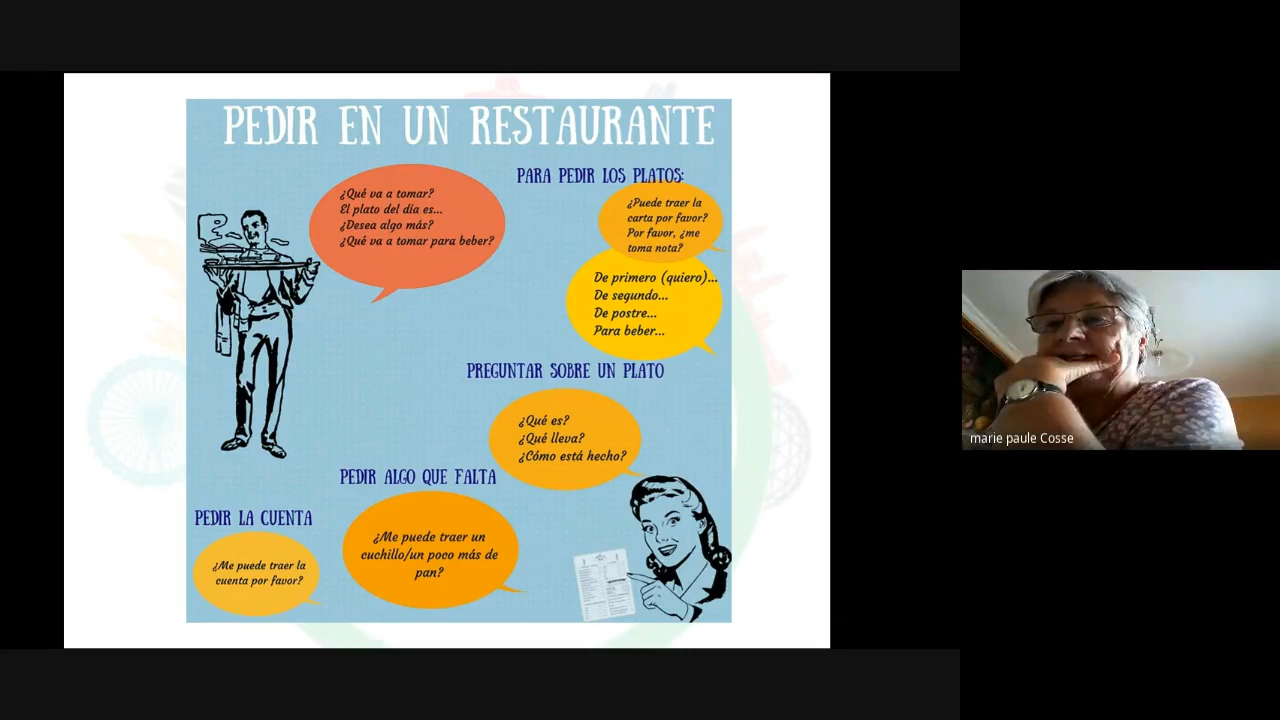 PEDIR EN UN RESTAURANTE
¿Qué va a tomar?
El plato del día es...
¿Desea algo más?
¿Qué va a tomar para beber?
PARA PEDIR LOS PLATOS:
¿Puede traer la
carta por favor?
Por favor, ¿me
toma nota?
De primero (quiero)...
De segundo...
De postre...
Para beber...
PREGUNTAR SOBRE UN PLATO
¿Qué es?
¿Qué lleva?
¿Cómo está hecho?
PEDIR ALGO QUE FALTA
¿Me puede traer un
cuchillo/un poco más de
pan?
PEDIR LA CUENTA
¿Me puede traer la
cuenta por favor?
marie paule Cosse